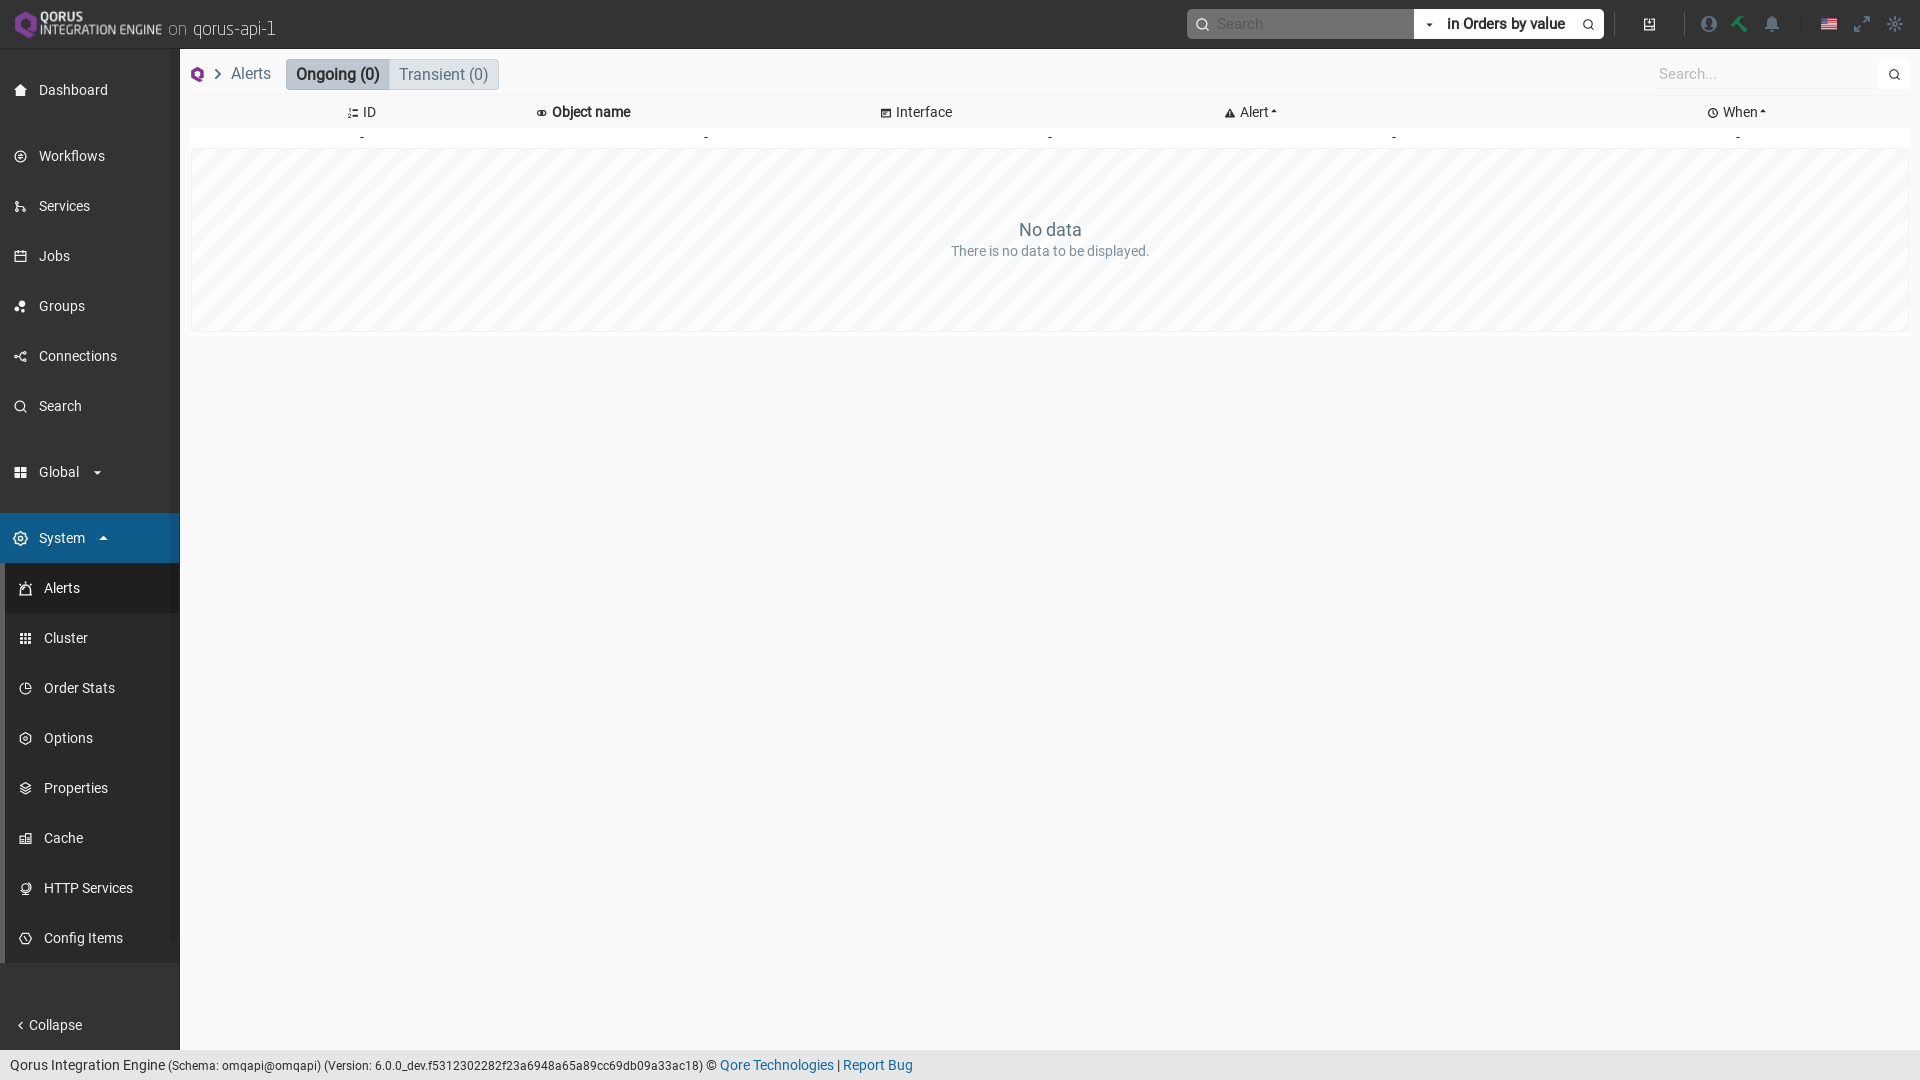 QORUS
INTEGRATION ENGINE on qorus-api-1
Search
in Orders by value
Alerts
Ongoing (0)
Transient (0)
Search...
ID
Object name
Interface
Alert
When
- - - - -
No data
There is no data to be displayed.
Dashboard
Workflows
Services
Jobs
Groups
Connections
Search
Global
System
Alerts
Cluster
Order Stats
Options
Properties
Cache
HTTP Services
Config Items
Collapse
Qorus Integration Engine (Schema: omqapi@omqapi) (Version: 6.0.0_dev.f5312302282f23a6948a65a89cc69db09a33ac18) © Qore Technologies | Report Bug